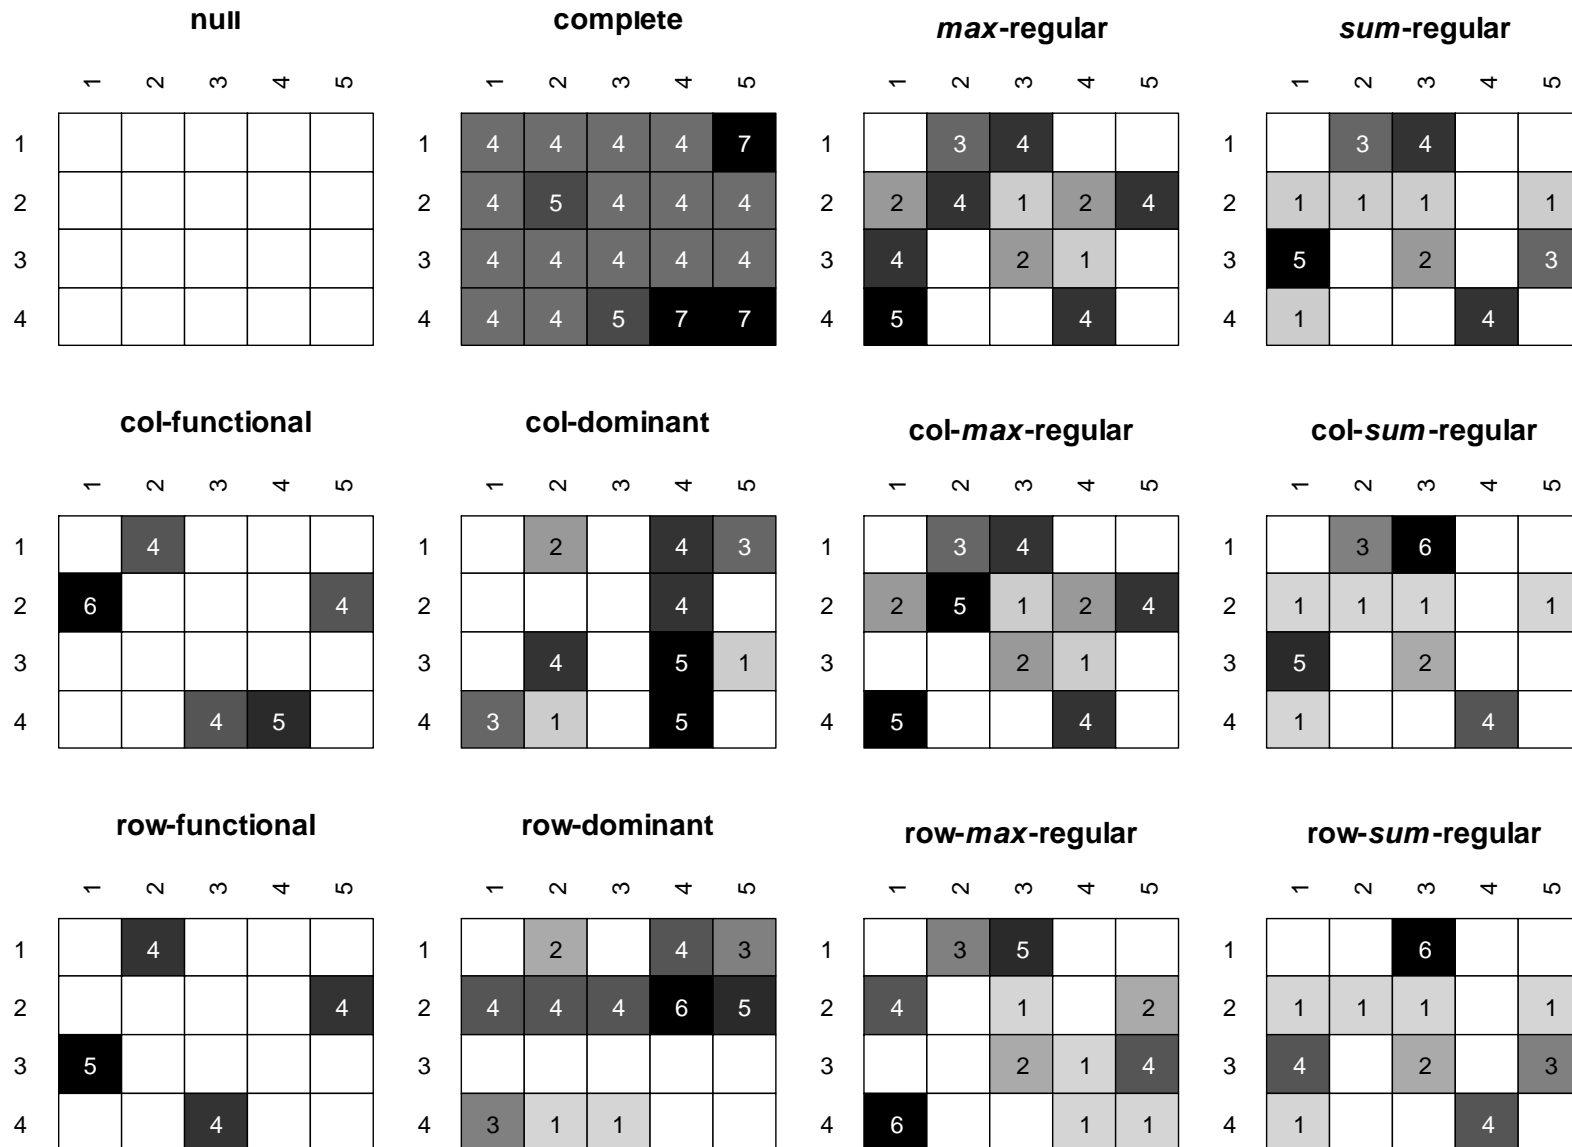 null complete max-regular sum-regular
1 2 3 4 5 1 2 3 4 5 1 2 3 4 5 1 2 3 4 5
1 1 4 4 4 4 7 1 3 4 1 3 4
2 2 4 5 4 4 4 2 2 4 1 2 4 2 1 1 1 1
3 3 4 4 4 4 4 3 4 2 1 3 5 2 3
4 4 4 4 5 7 7 4 5 4 4 1 4
col-functional col-dominant col-max-regular col-sum-regular
1 2 3 4 5 1 2 3 4 5 1 2 3 4 5 1 2 3 4 5
1 4 1 2 4 3 1 3 4 1 3 6
2 6 4 2 4 2 2 5 1 2 4 2 1 1 1 1
3 3 4 5 1 3 2 1 3 5 2
4 4 5 4 3 1 5 4 5 4 4 1 4
row-functional row-dominant row-max-regular row-sum-regular
1 2 3 4 5 1 2 3 4 5 1 2 3 4 5 1 2 3 4 5
1 4 1 2 4 3 1 3 5 1 6
2 4 2 4 4 4 6 5 2 4 1 2 2 1 1 1 1
3 5 3 3 2 1 4 3 4 2 3
4 4 4 3 1 1 4 6 1 1 4 1 4